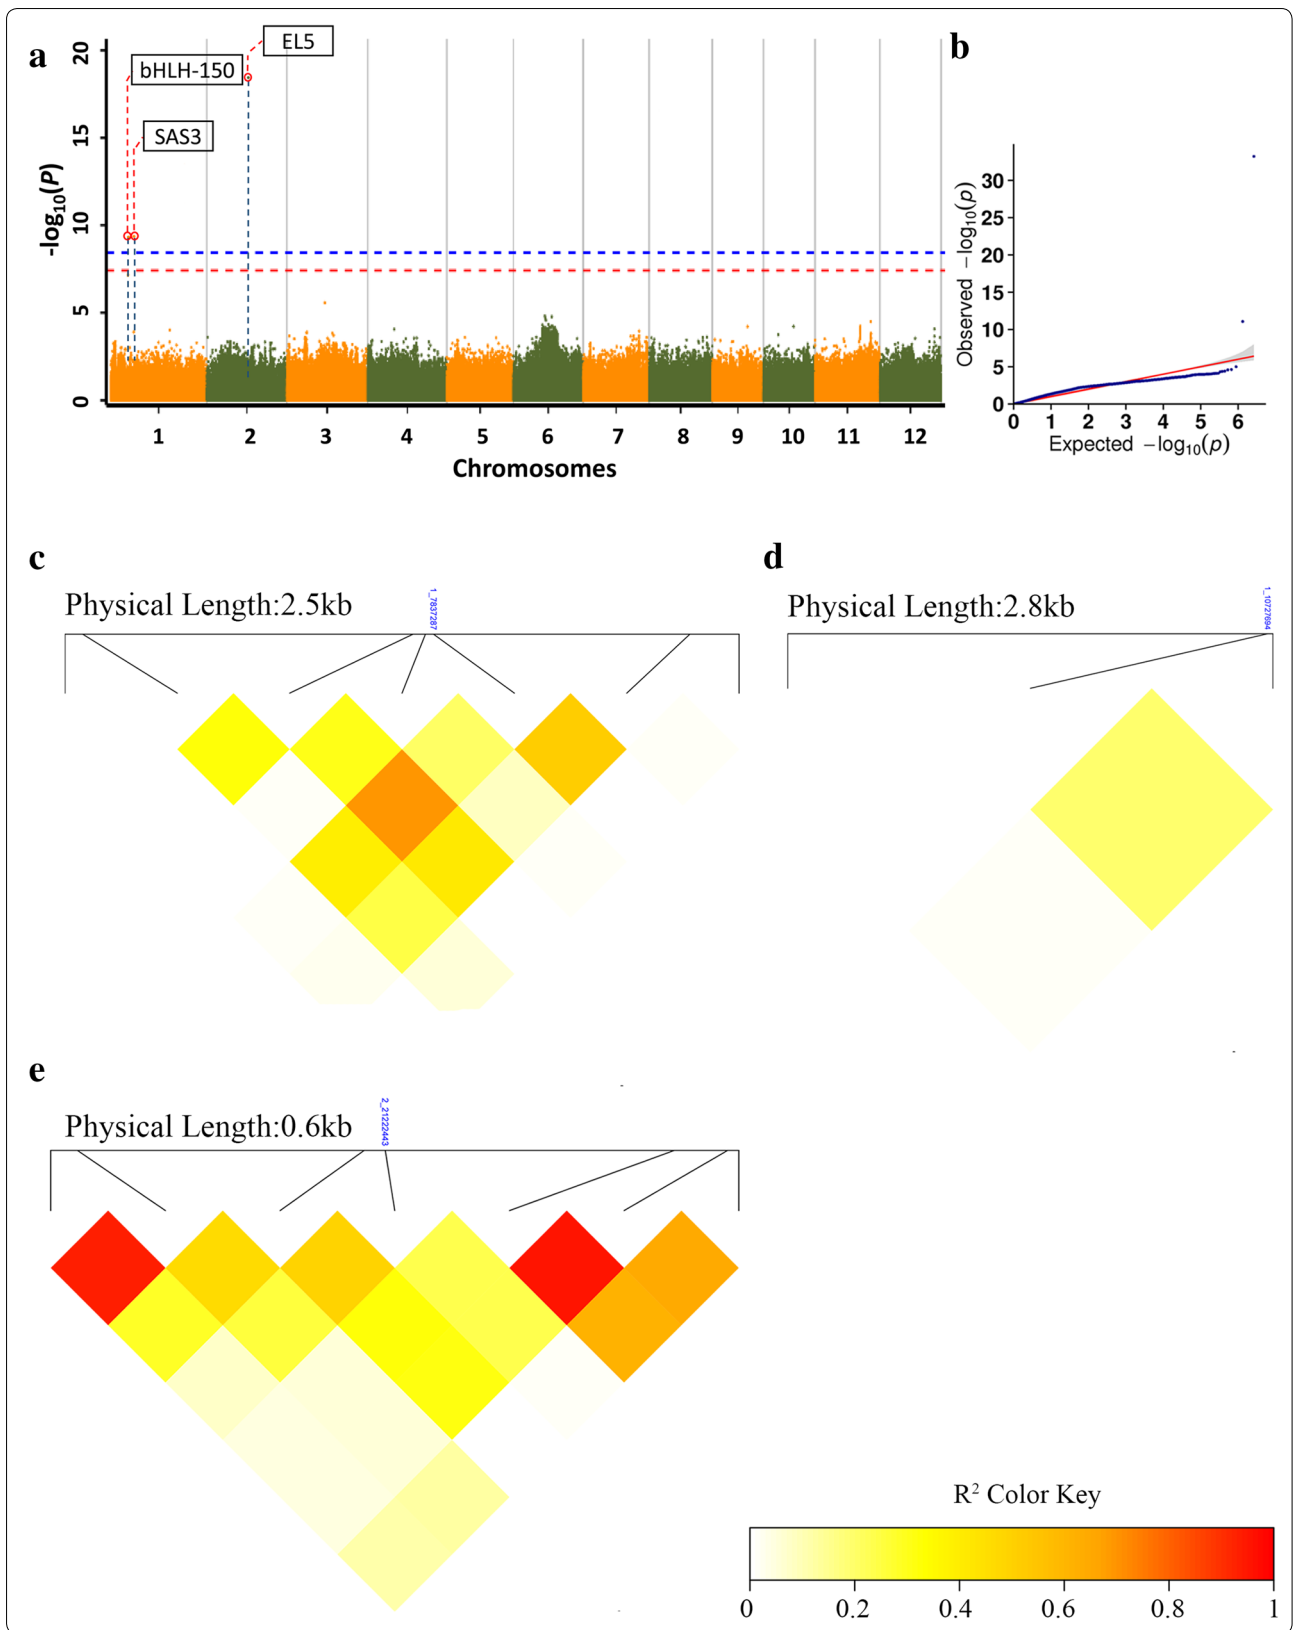 a
bHLH-150
EL5
SAS3
-log10(P)
20
15
10
5
0
1 2 3 4 5 6 7 8 9 10 11 12
Chromosomes
b
Observed −log10(p)
30
25
20
15
10
5
0
0 1 2 3 4 5 6
Expected −log10(p)
c
Physical Length:2.5kb
1_7837287
d
Physical Length:2.8kb
1_10727694
e
Physical Length:0.6kb
2_21222443
R² Color Key
0 0.2 0.4 0.6 0.8 1